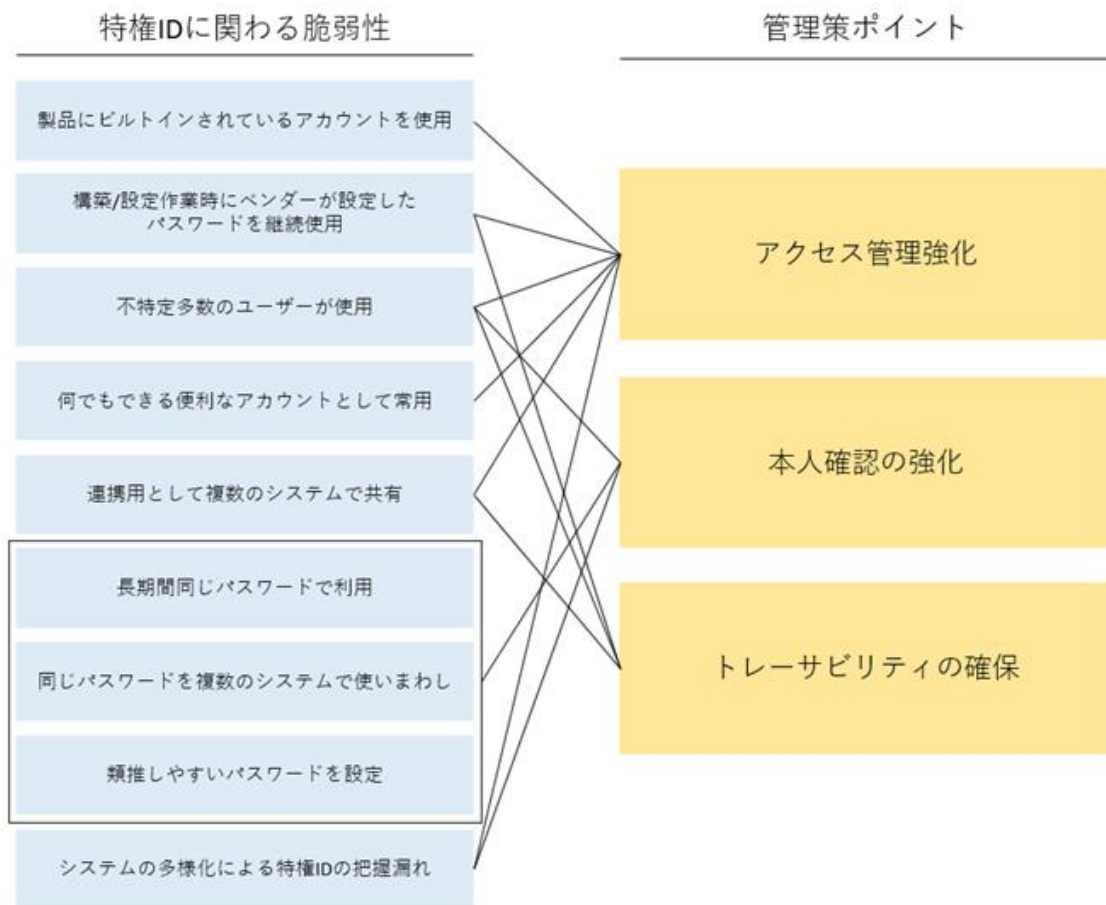 特権IDに関わる脆弱性
製品にビルトインされているアカウントを使用
構築/設定作業時にベンダーが設定した
パスワードを継続使用
不特定多数のユーザーが使用
何でもできる便利なアカウントとして常用
連携用として複数のシステムで共有
長期間同じパスワードで利用
同じパスワードを複数のシステムで使いまわし
類推しやすいパスワードを設定
システムの多様化による特権IDの把握漏れ
管理策ポイント
アクセス管理強化
本人確認の強化
トレーサビリティの確保